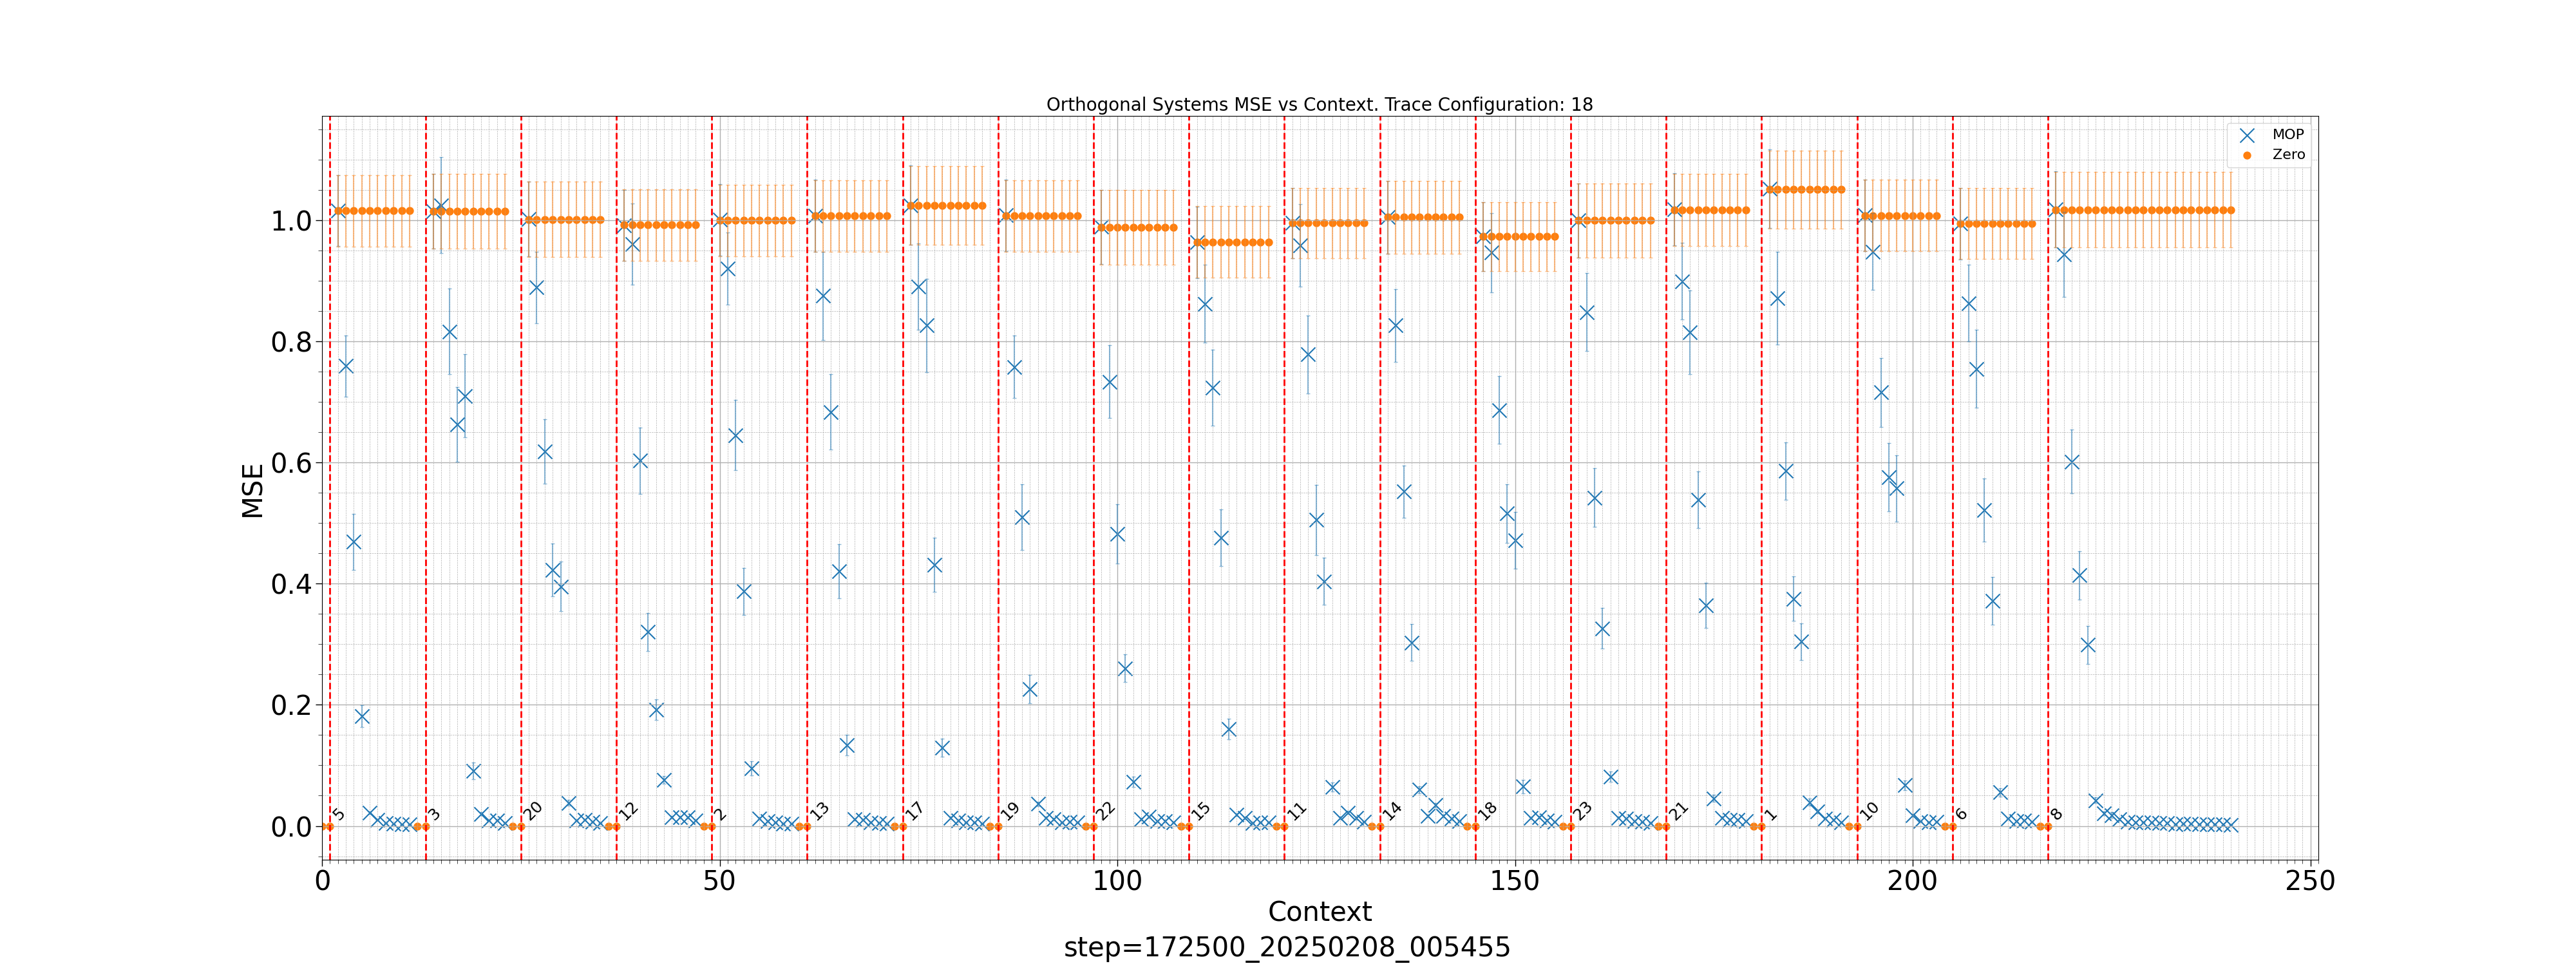 Orthogonal Systems MSE vs Context. Trace Configuration: 18
MOP
Zero
MSE
1.0
0.8
0.6
0.4
0.2
0.0
5 3 20 12 2 13 17 19 22 15 11 14 18 23 21 1 10 6 8
0 50 100 150 200 250
Context
step=172500_20250208_005455